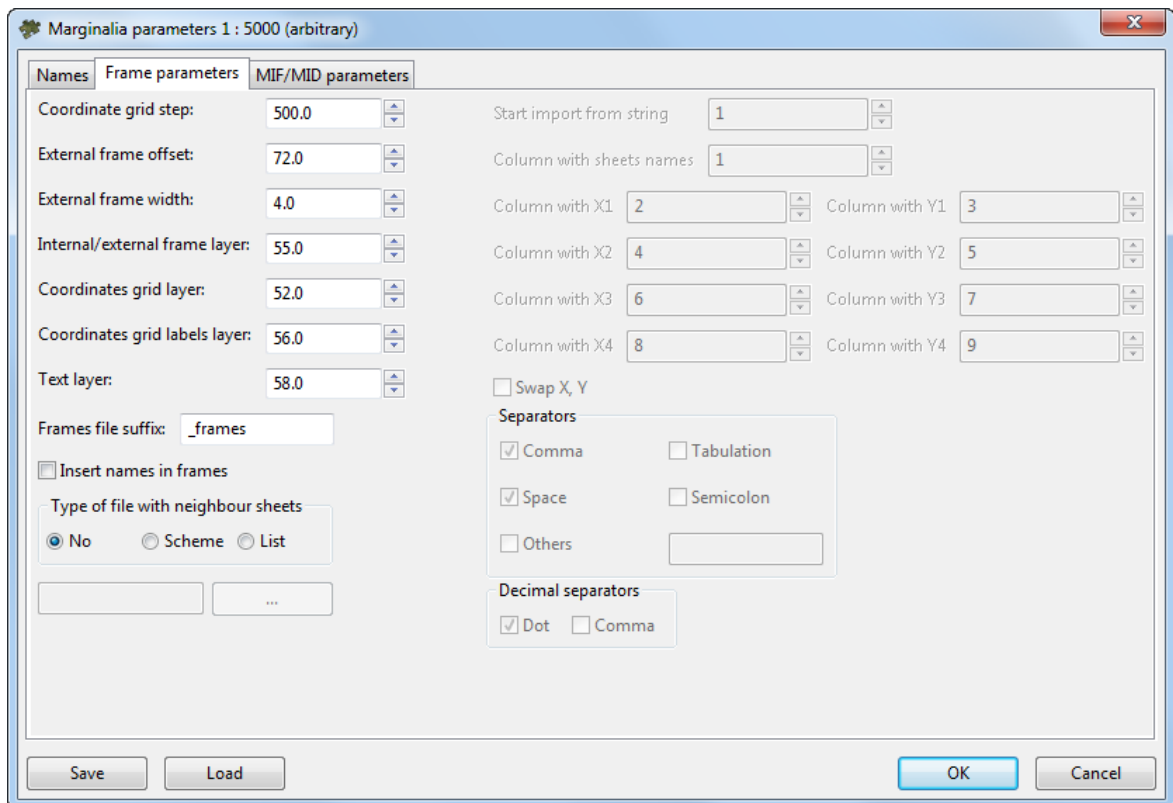 Marginalia parameters 1 : 5000 (arbitrary)
Names Frame parameters MIF/MID parameters
Coordinate grid step: 500.0
External frame offset: 72.0
External frame width: 4.0
Internal/external frame layer: 55.0
Coordinates grid layer: 52.0
Coordinates grid labels layer: 56.0
Text layer: 58.0
Frames file suffix: _frames
Insert names in frames
Type of file with neighbour sheets
No Scheme List
...
Start import from string 1
Column with sheets names 1
Column with X1 2 Column with Y1 3
Column with X2 4 Column with Y2 5
Column with X3 6 Column with Y3 7
Column with X4 8 Column with Y4 9
Swap X, Y
Separators
Comma Tabulation
Space Semicolon
Others
Decimal separators
Dot Comma
Save Load OK Cancel